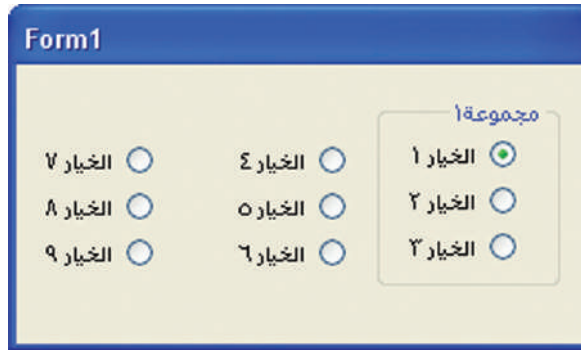 Form1
مجموعة١
الخيار ١
الخيار ٢
الخيار ٣
الخيار ٤
الخيار ٥
الخيار ٦
الخيار ٧
الخيار ٨
الخيار ٩